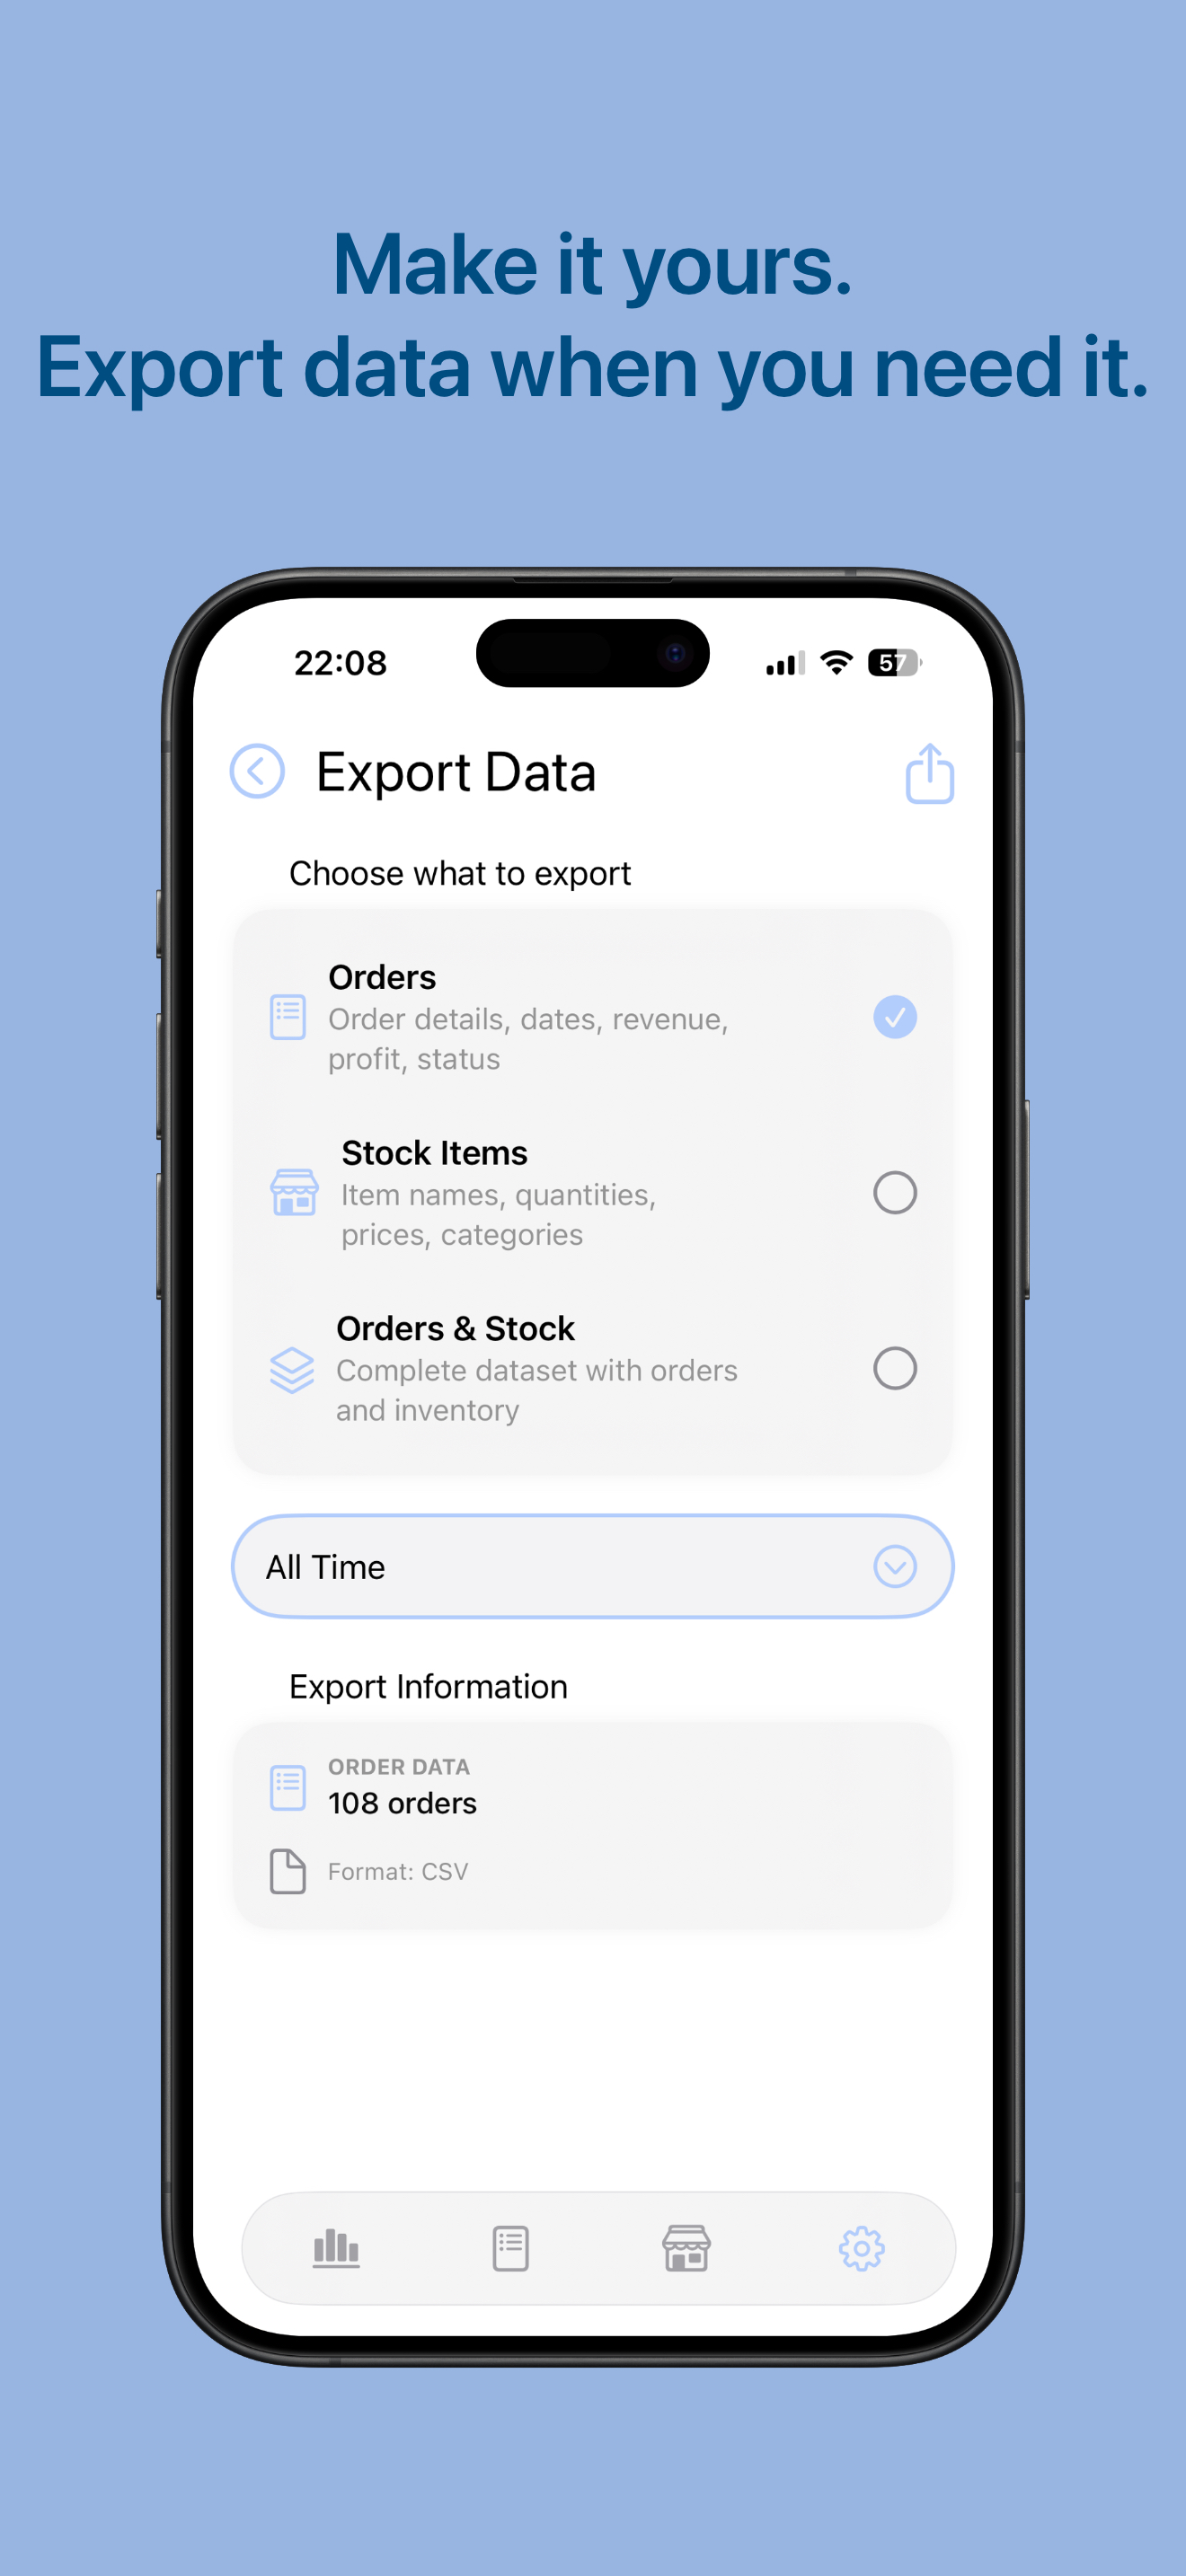 Make it yours.
Export data when you need it.
22:08
57
Export Data
Choose what to export
Orders
Order details, dates, revenue,
profit, status
Stock Items
Item names, quantities,
prices, categories
Orders & Stock
Complete dataset with orders
and inventory
All Time
Export Information
ORDER DATA
108 orders
Format: CSV